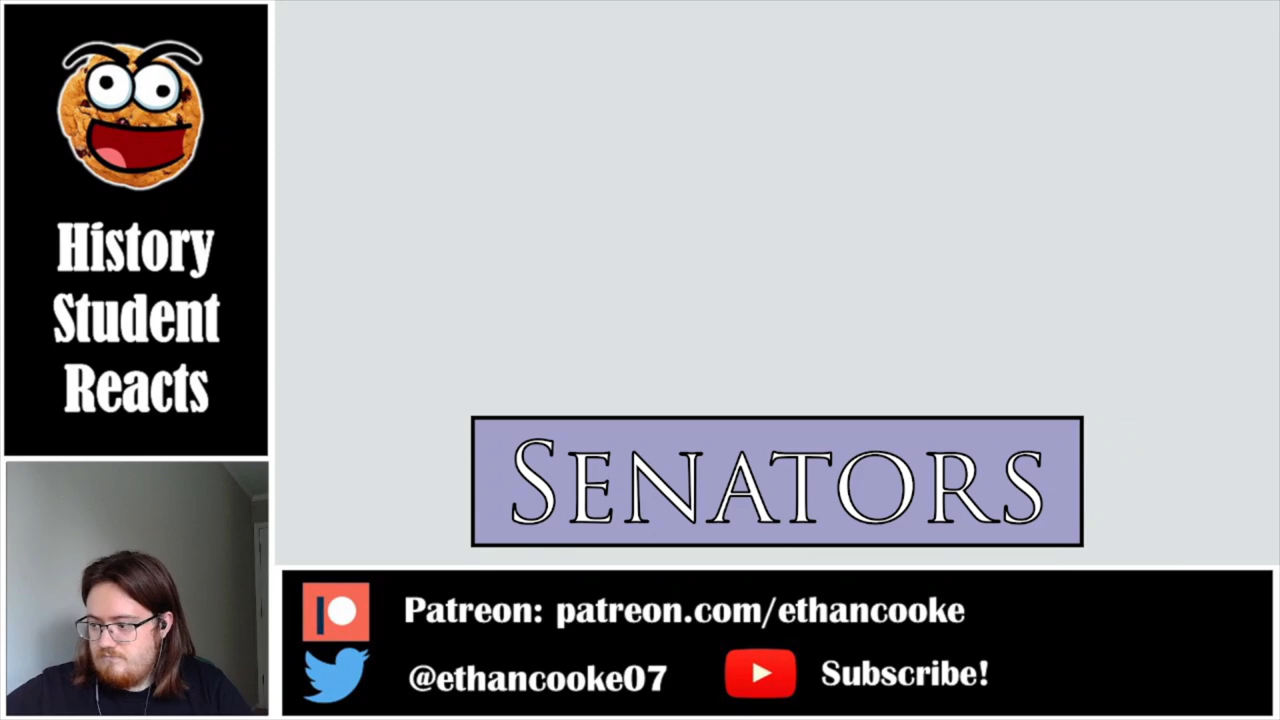 History
Student
Reacts
SENATORS
Patreon: patreon.com/ethancooke
@ethancooke07
Subscribe!